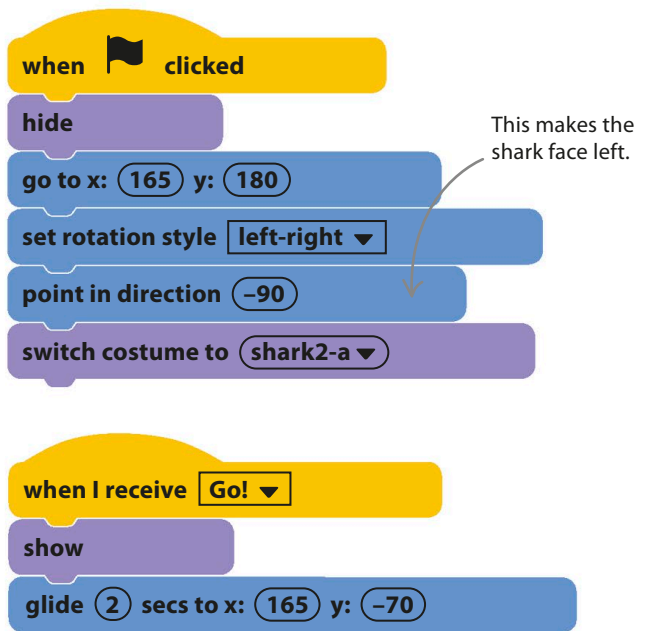 when clicked
hide
This makes the
shark face left.
go to x: 165 y: 180
set rotation style left-right
point in direction –90
switch costume to shark2-a
when I receive Go!
show
glide 2 secs to x: 165 y: –70